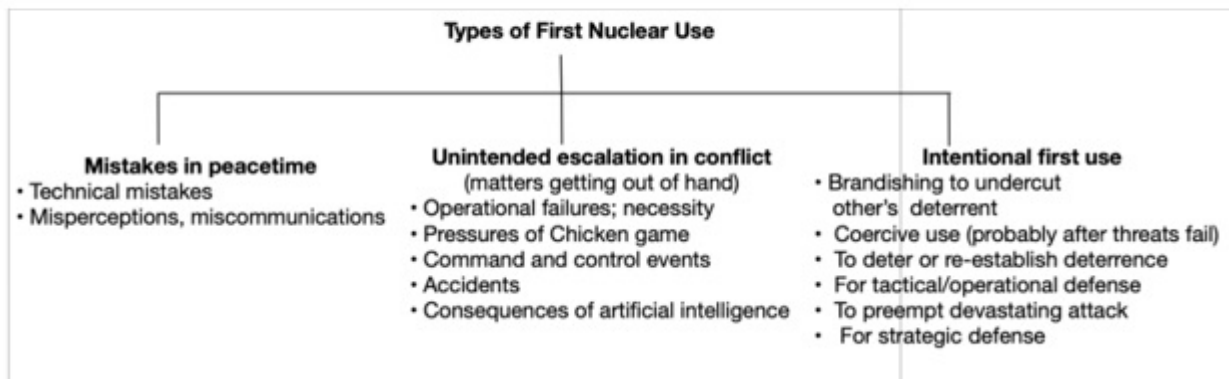 Types of First Nuclear Use
Mistakes in peacetime
• Technical mistakes
• Misperceptions, miscommunications
Unintended escalation in conflict
(matters getting out of hand)
• Operational failures; necessity
• Pressures of Chicken game
• Command and control events
• Accidents
• Consequences of artificial intelligence
Intentional first use
• Brandishing to undercut
other's deterrent
• Coercive use (probably after threats fail)
• To deter or re-establish deterrence
• For tactical/operational defense
• To preempt devastating attack
• For strategic defense